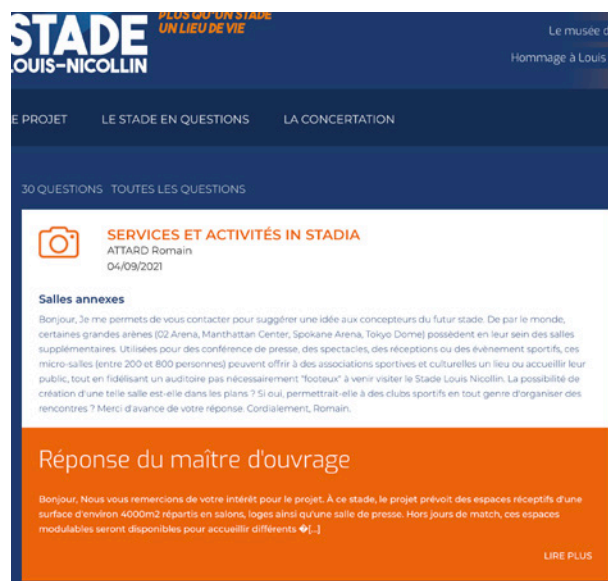 STADE
LOUIS-NICOLLIN
PLUS QU'UN STADE
UN LIEU DE VIE
Le musée d
Hommage à Louis
E PROJET LE STADE EN QUESTIONS LA CONCERTATION
30 QUESTIONS TOUTES LES QUESTIONS
SERVICES ET ACTIVITÉS IN STADIA
ATTARD Romain
04/09/2021
Salles annexes
Bonjour, Je me permets de vous contacter pour suggérer une idée aux concepteurs du futur stade. De par le monde,
certaines grandes arènes (O2 Arena, Manthattan Center, Spokane Arena, Tokyo Dome) possèdent en leur sein des salles
supplémentaires. Utilisées pour des conférence de presse, des spectacles, des réceptions ou des évènement sportifs, ces
micro-salles (entre 200 et 800 personnes) peuvent offrir à des associations sportives et culturelles un lieu ou accueillir leur
public, tout en fidélisant un auditoire pas nécessairement "footeux" à venir visiter le Stade Louis Nicollin. La possibilité de
création d'une telle salle est-elle dans les plans ? Si oui, permettrait-elle à des clubs sportifs en tout genre d'organiser des
rencontres ? Merci d'avance de votre réponse. Cordialement, Romain.
Réponse du maître d'ouvrage
Bonjour, Nous vous remercions de votre intérêt pour le projet. À ce stade, le projet prévoit des espaces réceptifs d'une
surface d'environ 4000m2 répartis en salons, loges ainsi qu'une salle de presse. Hors jours de match, ces espaces
modulables seront disponibles pour accueillir différents �[...]
LIRE PLUS